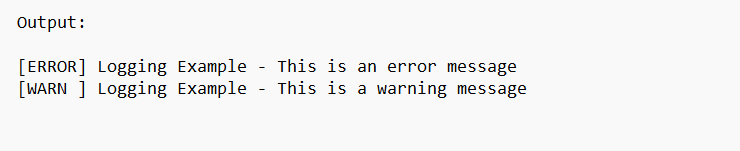 Output:
[ERROR] Logging Example - This is an error message
[WARN ] Logging Example - This is a warning message